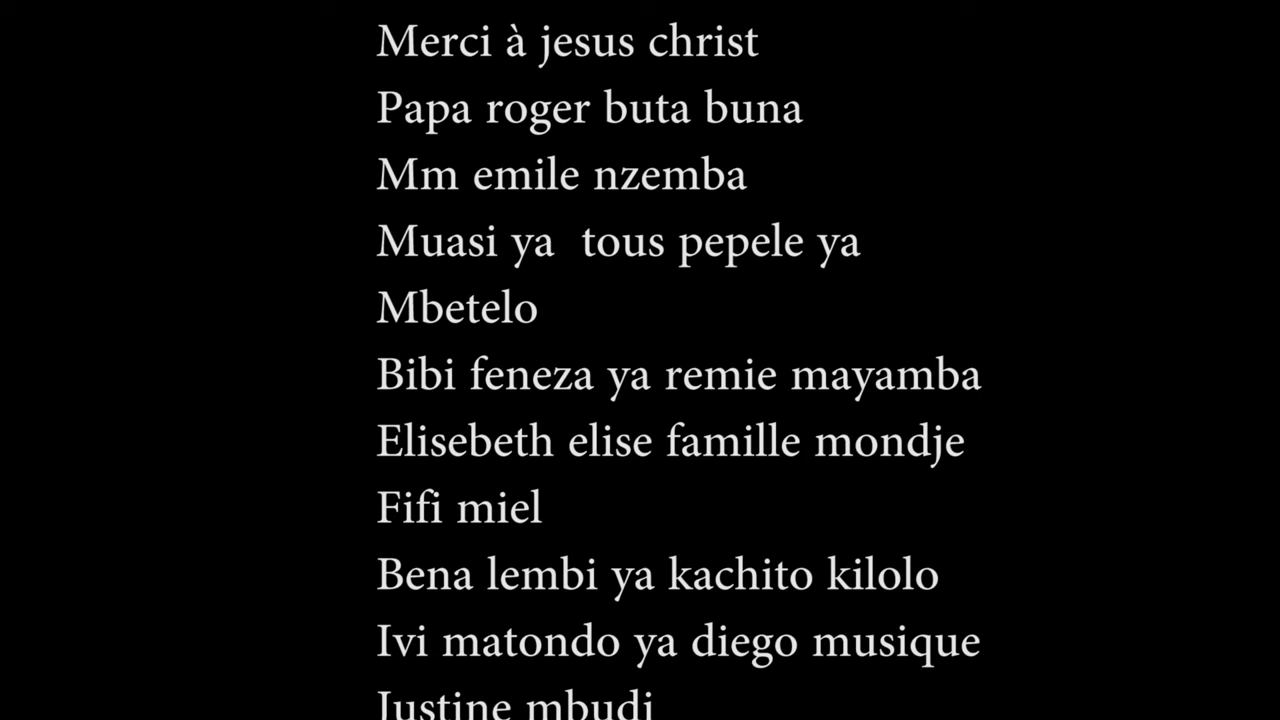 Merci à jesus christ
Papa roger buta buna
Mm emile nzemba
Muasi ya  tous pepele ya
Mbetelo
Bibi feneza ya remie mayamba
Elisebeth elise famille mondje
Fifi miel
Bena lembi ya kachito kilolo
Ivi matondo ya diego musique
Justine mbudi